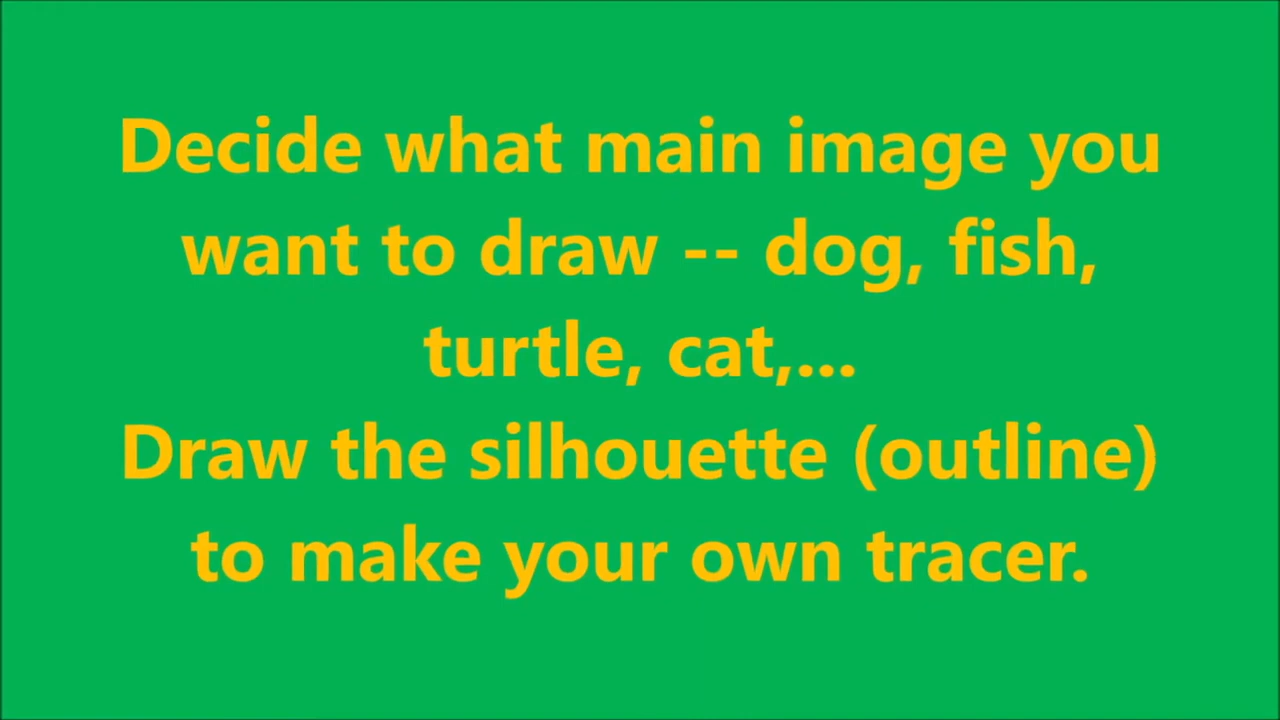 Decide what main image you
want to draw -- dog, fish,
turtle, cat,...
Draw the silhouette (outline)
to make your own tracer.